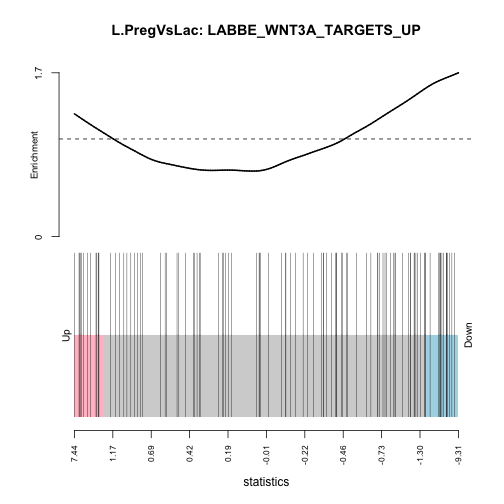 L.PregVsLac: LABBE_WNT3A_TARGETS_UP
1.7
Enrichment
0
Up
Down
7.44
1.17
0.69
0.42
0.19
-0.01
-0.22
-0.46
-0.73
-1.30
-9.31
statistics